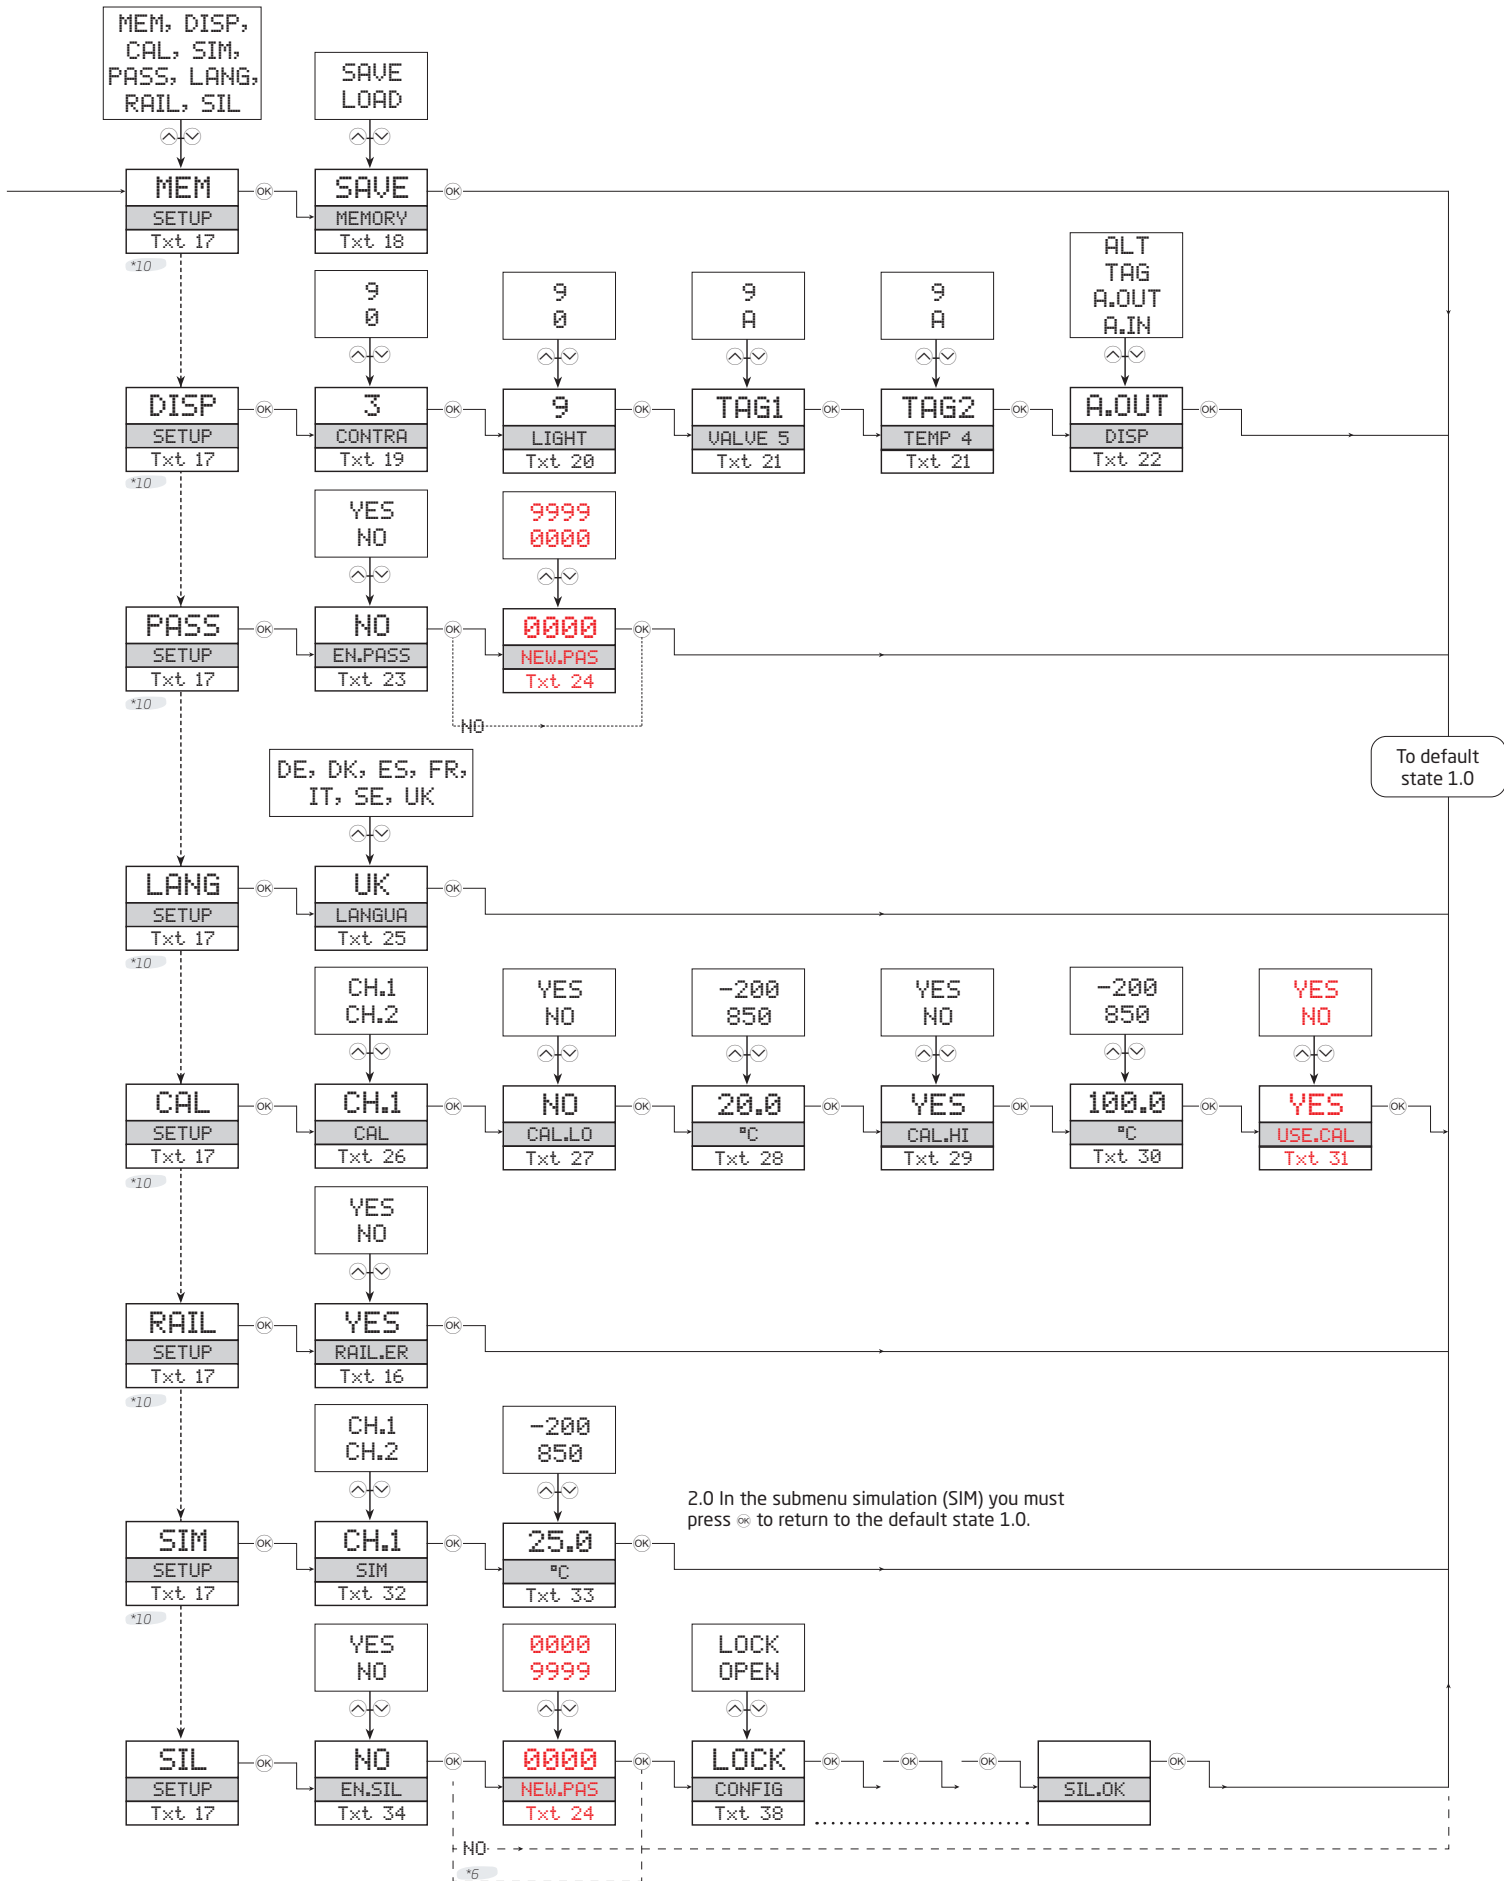 MEM, DISP,
CAL, SIM,
PASS, LANG,
RAIL, SIL
SAVE
LOAD
MEM
SETUP
Txt 17
*10
OK
SAVE
MEMORY
Txt 18
OK
9
0
9
0
9
A
9
A
ALT
TAG
A.OUT
A.IN
DISP
SETUP
Txt 17
*10
OK
3
CONTRA
Txt 19
OK
9
LIGHT
Txt 20
OK
TAG1
VALVE 5
Txt 21
OK
TAG2
TEMP 4
Txt 21
OK
A.OUT
DISP
Txt 22
OK
YES
NO
9999
0000
PASS
SETUP
Txt 17
*10
OK
NO
EN.PASS
Txt 23
OK
0000
NEW.PAS
Txt 24
OK
NO
To default
state 1.0
DE, DK, ES, FR,
IT, SE, UK
LANG
SETUP
Txt 17
*10
OK
UK
LANGUA
Txt 25
OK
CH.1
CH.2
YES
NO
-200
850
YES
NO
-200
850
YES
NO
CAL
SETUP
Txt 17
*10
OK
CH.1
CAL
Txt 26
OK
NO
CAL.LO
Txt 27
OK
20.0
°C
Txt 28
OK
YES
CAL.HI
Txt 29
OK
100.0
°C
Txt 30
OK
YES
USE.CAL
Txt 31
OK
YES
NO
RAIL
SETUP
Txt 17
*10
OK
YES
RAIL.ER
Txt 16
OK
CH.1
CH.2
-200
850
2.0 In the submenu simulation (SIM) you must
press OK to return to the default state 1.0.
SIM
SETUP
Txt 17
*10
OK
CH.1
SIM
Txt 32
OK
25.0
°C
Txt 33
OK
YES
NO
0000
9999
LOCK
OPEN
SIL
SETUP
Txt 17
OK
NO
EN.SIL
Txt 34
OK
0000
NEW.PAS
Txt 24
OK
LOCK
CONFIG
Txt 38
OK
OK
OK
SIL.OK
OK
NO
*6